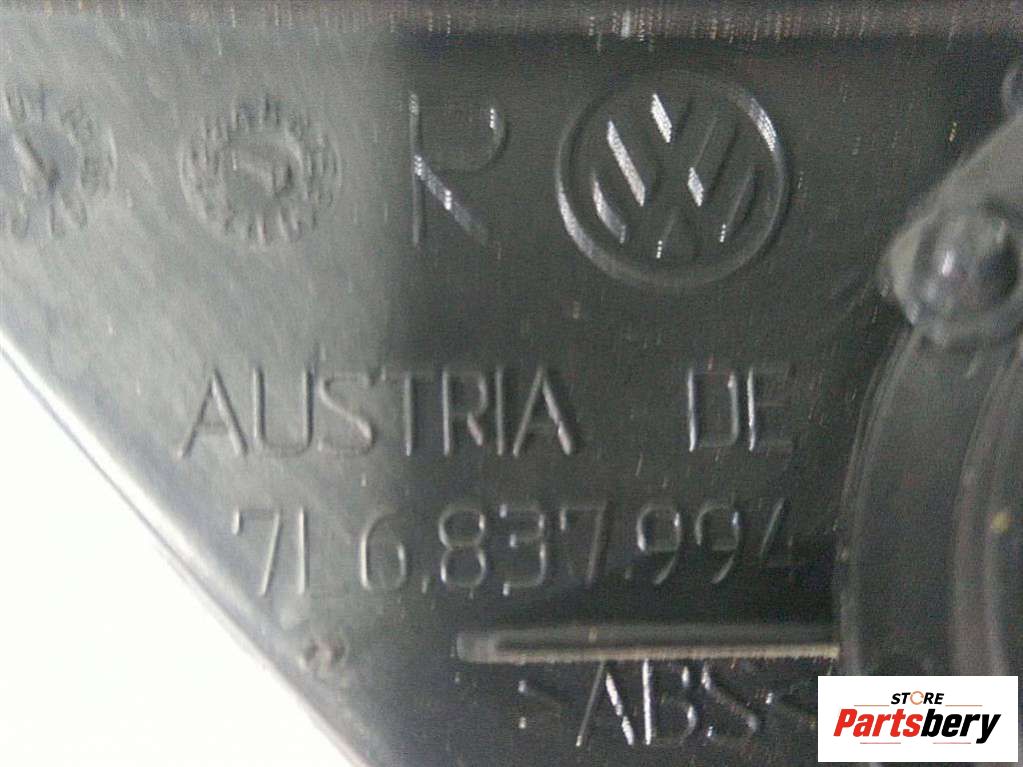 R
AUSTRIA DE
7L6.837.994
>ABS<
STORE
Partsbery